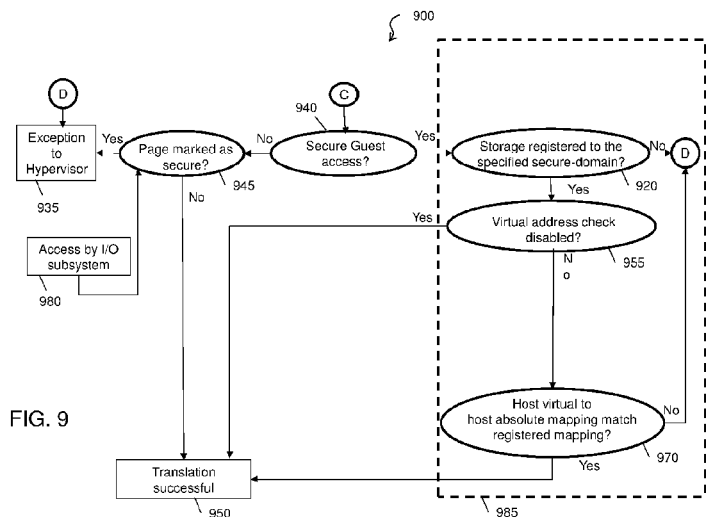 900
D
C
940
Exception
to
Hypervisor
935
Yes
Page marked as
secure?
945
No
Secure Guest
access?
Yes
Storage registered to the
specified secure-domain?
920
No
D
No
Yes
Access by I/O
subsystem
980
Yes
Virtual address check
disabled?
955
N
o
FIG. 9
Host virtual to
host absolute mapping match
registered mapping?
970
No
Yes
Translation
successful
950
985